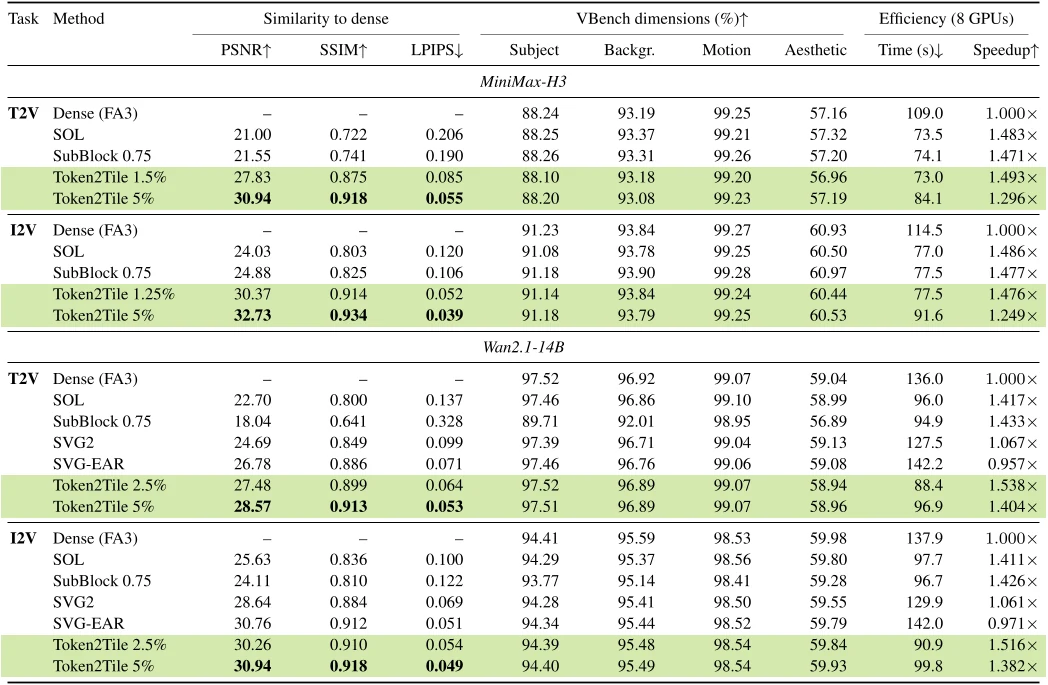 Task Method Similarity to dense VBench dimensions (%)↑ Efficiency (8 GPUs)
PSNR↑ SSIM↑ LPIPS↓ Subject Backgr. Motion Aesthetic Time (s)↓ Speedup↑
MiniMax-H3
T2V Dense (FA3) – – – 88.24 93.19 99.25 57.16 109.0 1.000×
SOL 21.00 0.722 0.206 88.25 93.37 99.21 57.32 73.5 1.483×
SubBlock 0.75 21.55 0.741 0.190 88.26 93.31 99.26 57.20 74.1 1.471×
Token2Tile 1.5% 27.83 0.875 0.085 88.10 93.18 99.20 56.96 73.0 1.493×
Token2Tile 5% 30.94 0.918 0.055 88.20 93.08 99.23 57.19 84.1 1.296×
I2V Dense (FA3) – – – 91.23 93.84 99.27 60.93 114.5 1.000×
SOL 24.03 0.803 0.120 91.08 93.78 99.25 60.50 77.0 1.486×
SubBlock 0.75 24.88 0.825 0.106 91.18 93.90 99.28 60.97 77.5 1.477×
Token2Tile 1.25% 30.37 0.914 0.052 91.14 93.84 99.24 60.44 77.5 1.476×
Token2Tile 5% 32.73 0.934 0.039 91.18 93.79 99.25 60.53 91.6 1.249×
Wan2.1-14B
T2V Dense (FA3) – – – 97.52 96.92 99.07 59.04 136.0 1.000×
SOL 22.70 0.800 0.137 97.46 96.86 99.10 58.99 96.0 1.417×
SubBlock 0.75 18.04 0.641 0.328 89.71 92.01 98.95 56.89 94.9 1.433×
SVG2 24.69 0.849 0.099 97.39 96.71 99.04 59.13 127.5 1.067×
SVG-EAR 26.78 0.886 0.071 97.46 96.76 99.06 59.08 142.2 0.957×
Token2Tile 2.5% 27.48 0.899 0.064 97.52 96.89 99.07 58.94 88.4 1.538×
Token2Tile 5% 28.57 0.913 0.053 97.51 96.89 99.07 58.96 96.9 1.404×
I2V Dense (FA3) – – – 94.41 95.59 98.53 59.98 137.9 1.000×
SOL 25.63 0.836 0.100 94.29 95.37 98.56 59.80 97.7 1.411×
SubBlock 0.75 24.11 0.810 0.122 93.77 95.14 98.41 59.28 96.7 1.426×
SVG2 28.64 0.884 0.069 94.28 95.41 98.50 59.55 129.9 1.061×
SVG-EAR 30.76 0.912 0.051 94.34 95.44 98.52 59.79 142.0 0.971×
Token2Tile 2.5% 30.26 0.910 0.054 94.39 95.48 98.54 59.84 90.9 1.516×
Token2Tile 5% 30.94 0.918 0.049 94.40 95.49 98.54 59.93 99.8 1.382×